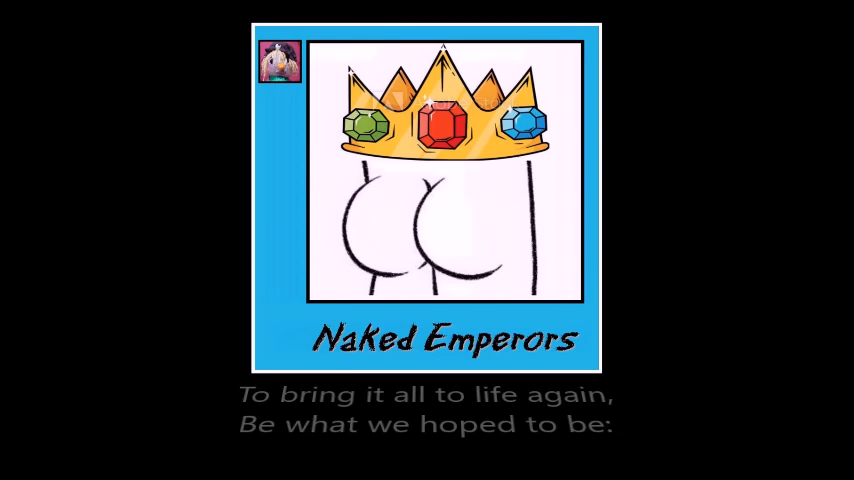 Naked Emperors
To bring it all to life again,
Be what we hoped to be: